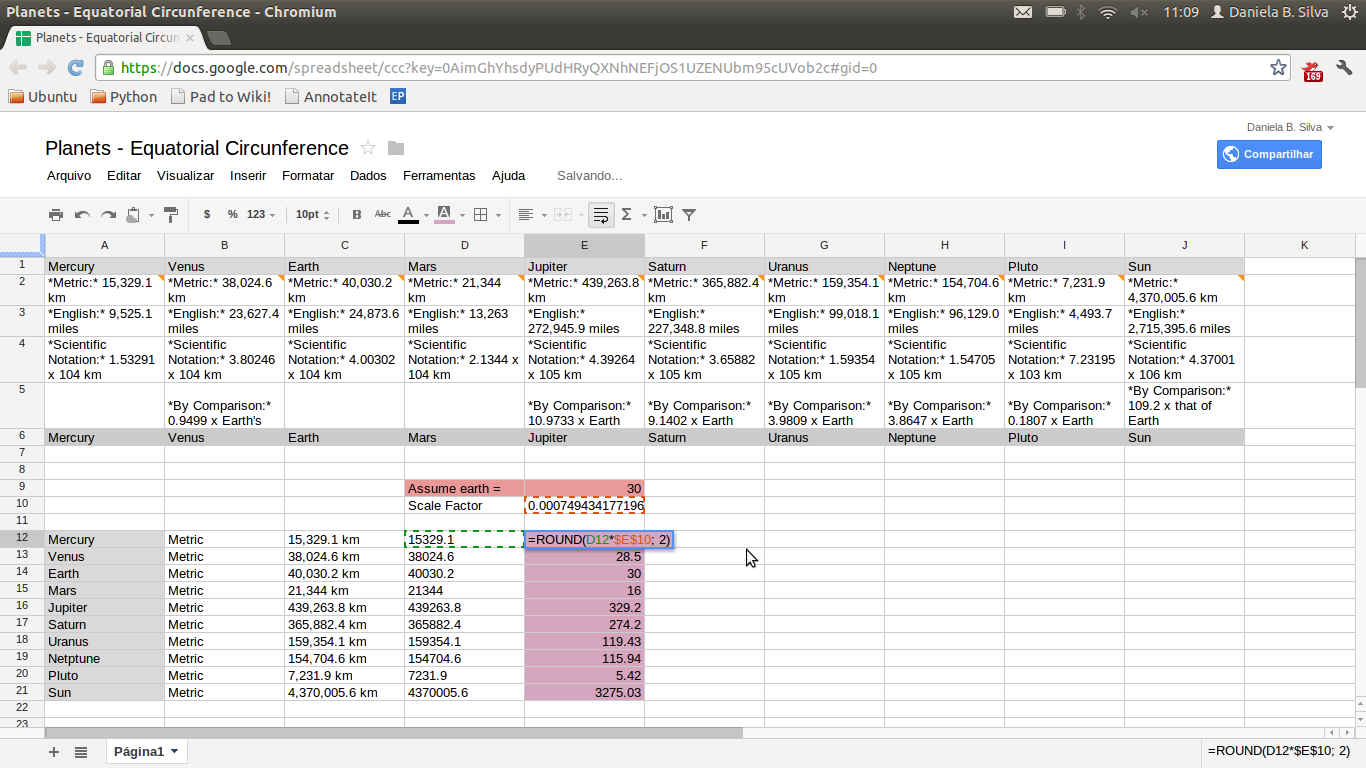 Planets - Equatorial Circunference - Chromium
11:09 Daniela B. Silva
Planets - Equatorial Circun
https://docs.google.com/spreadsheet/ccc?key=0AimGhYhsdyPUdHRyQXNhNEFjOS1UZENUbm95cUVob2c#gid=0
169
Ubuntu Python Pad to Wiki! AnnotateIt EP
Daniela B. Silva
Planets - Equatorial Circunference
Compartilhar
Arquivo Editar Visualizar Inserir Formatar Dados Ferramentas Ajuda Salvando...
$ % 123 10pt B Abc A A Σ
A B C D E F G H I J K
1 Mercury Venus Earth Mars Jupiter Saturn Uranus Neptune Pluto Sun
2 *Metric:* 15,329.1 *Metric:* 38,024.6 *Metric:* 40,030.2 *Metric:* 21,344 *Metric:* 439,263.8 *Metric:* 365,882.4 *Metric:* 159,354.1 *Metric:* 154,704.6 *Metric:* 7,231.9 *Metric:*
km km km km km km km km km 4,370,005.6 km
3 *English:* 9,525.1 *English:* 23,627.4 *English:* 24,873.6 *English:* 13,263 *English:* *English:* *English:* 99,018.1 *English:* 96,129.0 *English:* 4,493.7 *English:*
miles miles miles miles 272,945.9 miles 227,348.8 miles miles miles miles 2,715,395.6 miles
4 *Scientific *Scientific *Scientific *Scientific *Scientific *Scientific *Scientific *Scientific *Scientific *Scientific
Notation:* 1.53291 Notation:* 3.80246 Notation:* 4.00302 Notation:* 2.1344 x Notation:* 4.39264 Notation:* 3.65882 Notation:* 1.59354 Notation:* 1.54705 Notation:* 7.23195 Notation:* 4.37001
x 104 km x 104 km x 104 km 104 km x 105 km x 105 km x 105 km x 105 km x 103 km x 106 km
5 *By Comparison:*
*By Comparison:* *By Comparison:* *By Comparison:* *By Comparison:* *By Comparison:* *By Comparison:* 109.2 x that of
0.9499 x Earth's 10.9733 x Earth 9.1402 x Earth 3.9809 x Earth 3.8647 x Earth 0.1807 x Earth Earth
6 Mercury Venus Earth Mars Jupiter Saturn Uranus Neptune Pluto Sun
7
8
9 Assume earth = 30
10 Scale Factor 0.000749434177196
11
12 Mercury Metric 15,329.1 km 15329.1 =ROUND(D12*$E$10; 2)
13 Venus Metric 38,024.6 km 38024.6 28.5
14 Earth Metric 40,030.2 km 40030.2 30
15 Mars Metric 21,344 km 21344 16
16 Jupiter Metric 439,263.8 km 439263.8 329.2
17 Saturn Metric 365,882.4 km 365882.4 274.2
18 Uranus Metric 159,354.1 km 159354.1 119.43
19 Netptune Metric 154,704.6 km 154704.6 115.94
20 Pluto Metric 7,231.9 km 7231.9 5.42
21 Sun Metric 4,370,005.6 km 4370005.6 3275.03
22
23
Página1
=ROUND(D12*$E$10; 2)